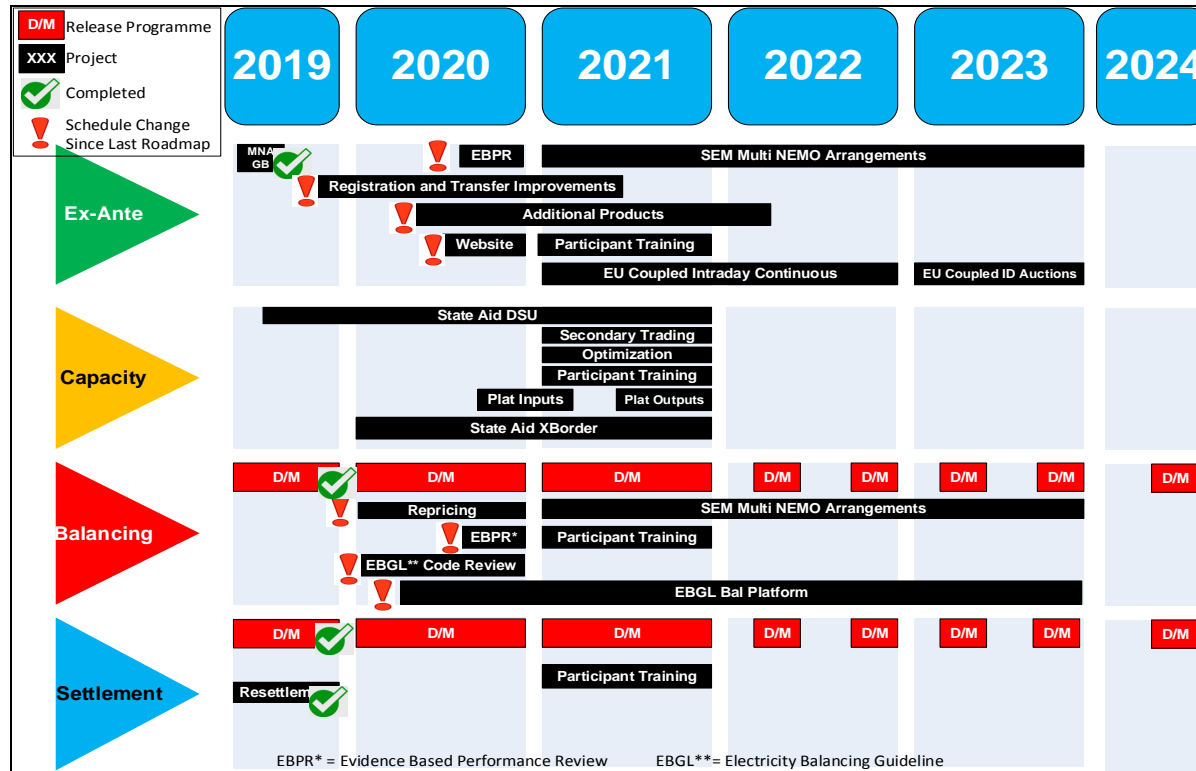 D/M Release Programme
XXX Project
Completed
Schedule Change
Since Last Roadmap
2019 2020 2021 2022 2023 2024
Ex-Ante
MNA
GB
EBPR SEM Multi NEMO Arrangements
Registration and Transfer Improvements
Additional Products
Website Participant Training
EU Coupled Intraday Continuous EU Coupled ID Auctions
Capacity
State Aid DSU
Secondary Trading
Optimization
Participant Training
Plat Inputs Plat Outputs
State Aid XBorder
Balancing
D/M D/M D/M D/M D/M D/M D/M D/M
Repricing SEM Multi NEMO Arrangements
EBPR* Participant Training
EBGL** Code Review
EBGL Bal Platform
Settlement
D/M D/M D/M D/M D/M D/M D/M D/M
Participant Training
Resettlem
EBPR* = Evidence Based Performance Review EBGL**= Electricity Balancing Guideline